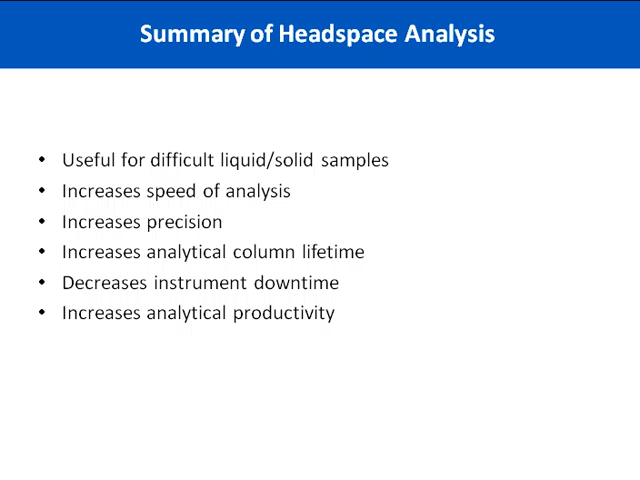 Summary of Headspace Analysis
• Useful for difficult liquid/solid samples
• Increases speed of analysis
• Increases precision
• Increases analytical column lifetime
• Decreases instrument downtime
• Increases analytical productivity